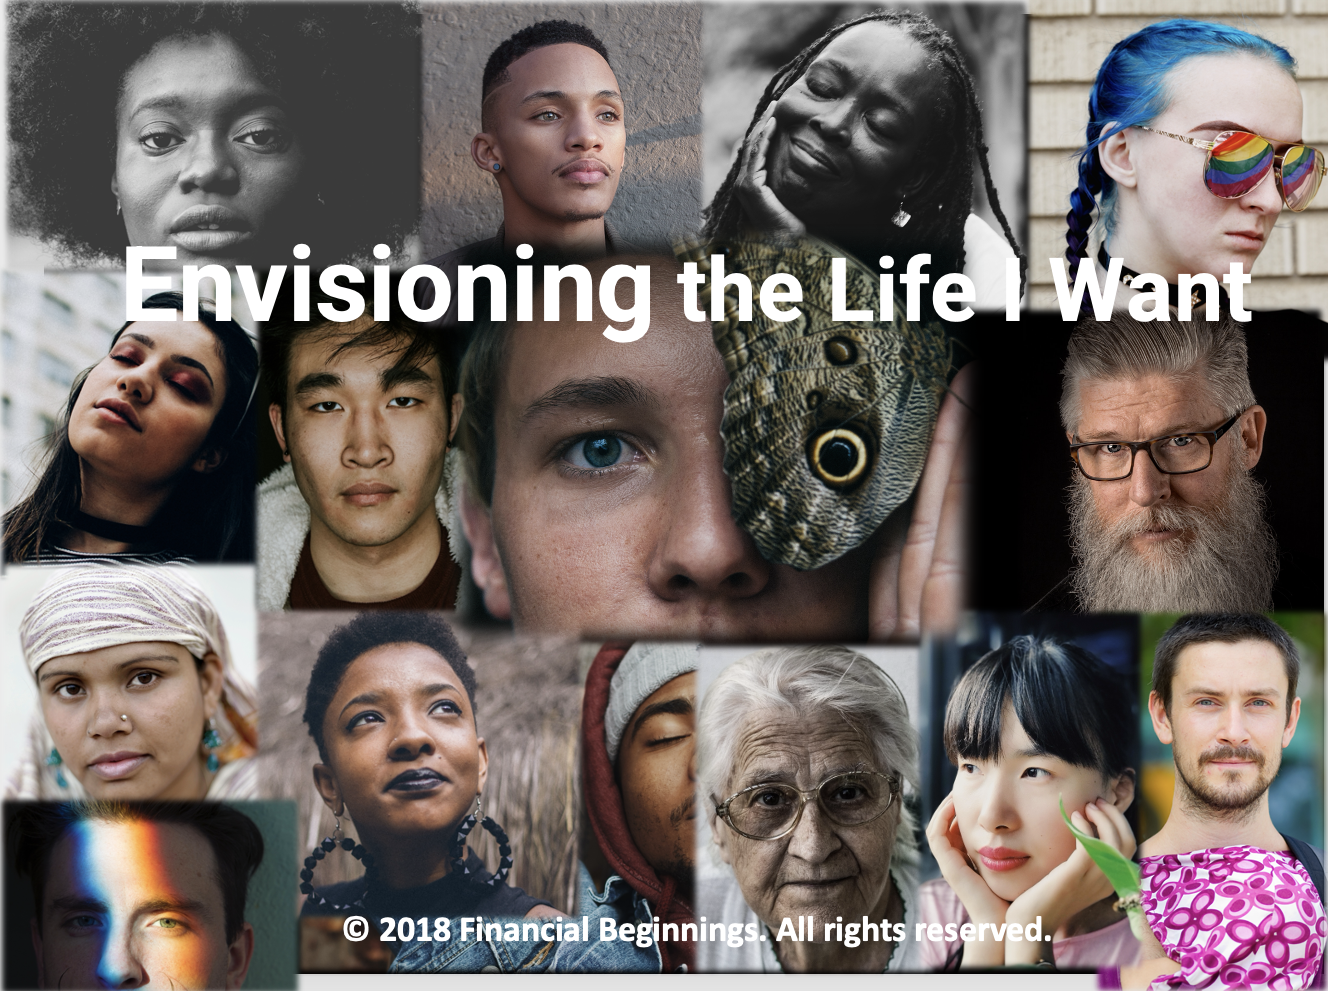 Envisioning the Life I Want
© 2018 Financial Beginnings. All rights reserved.